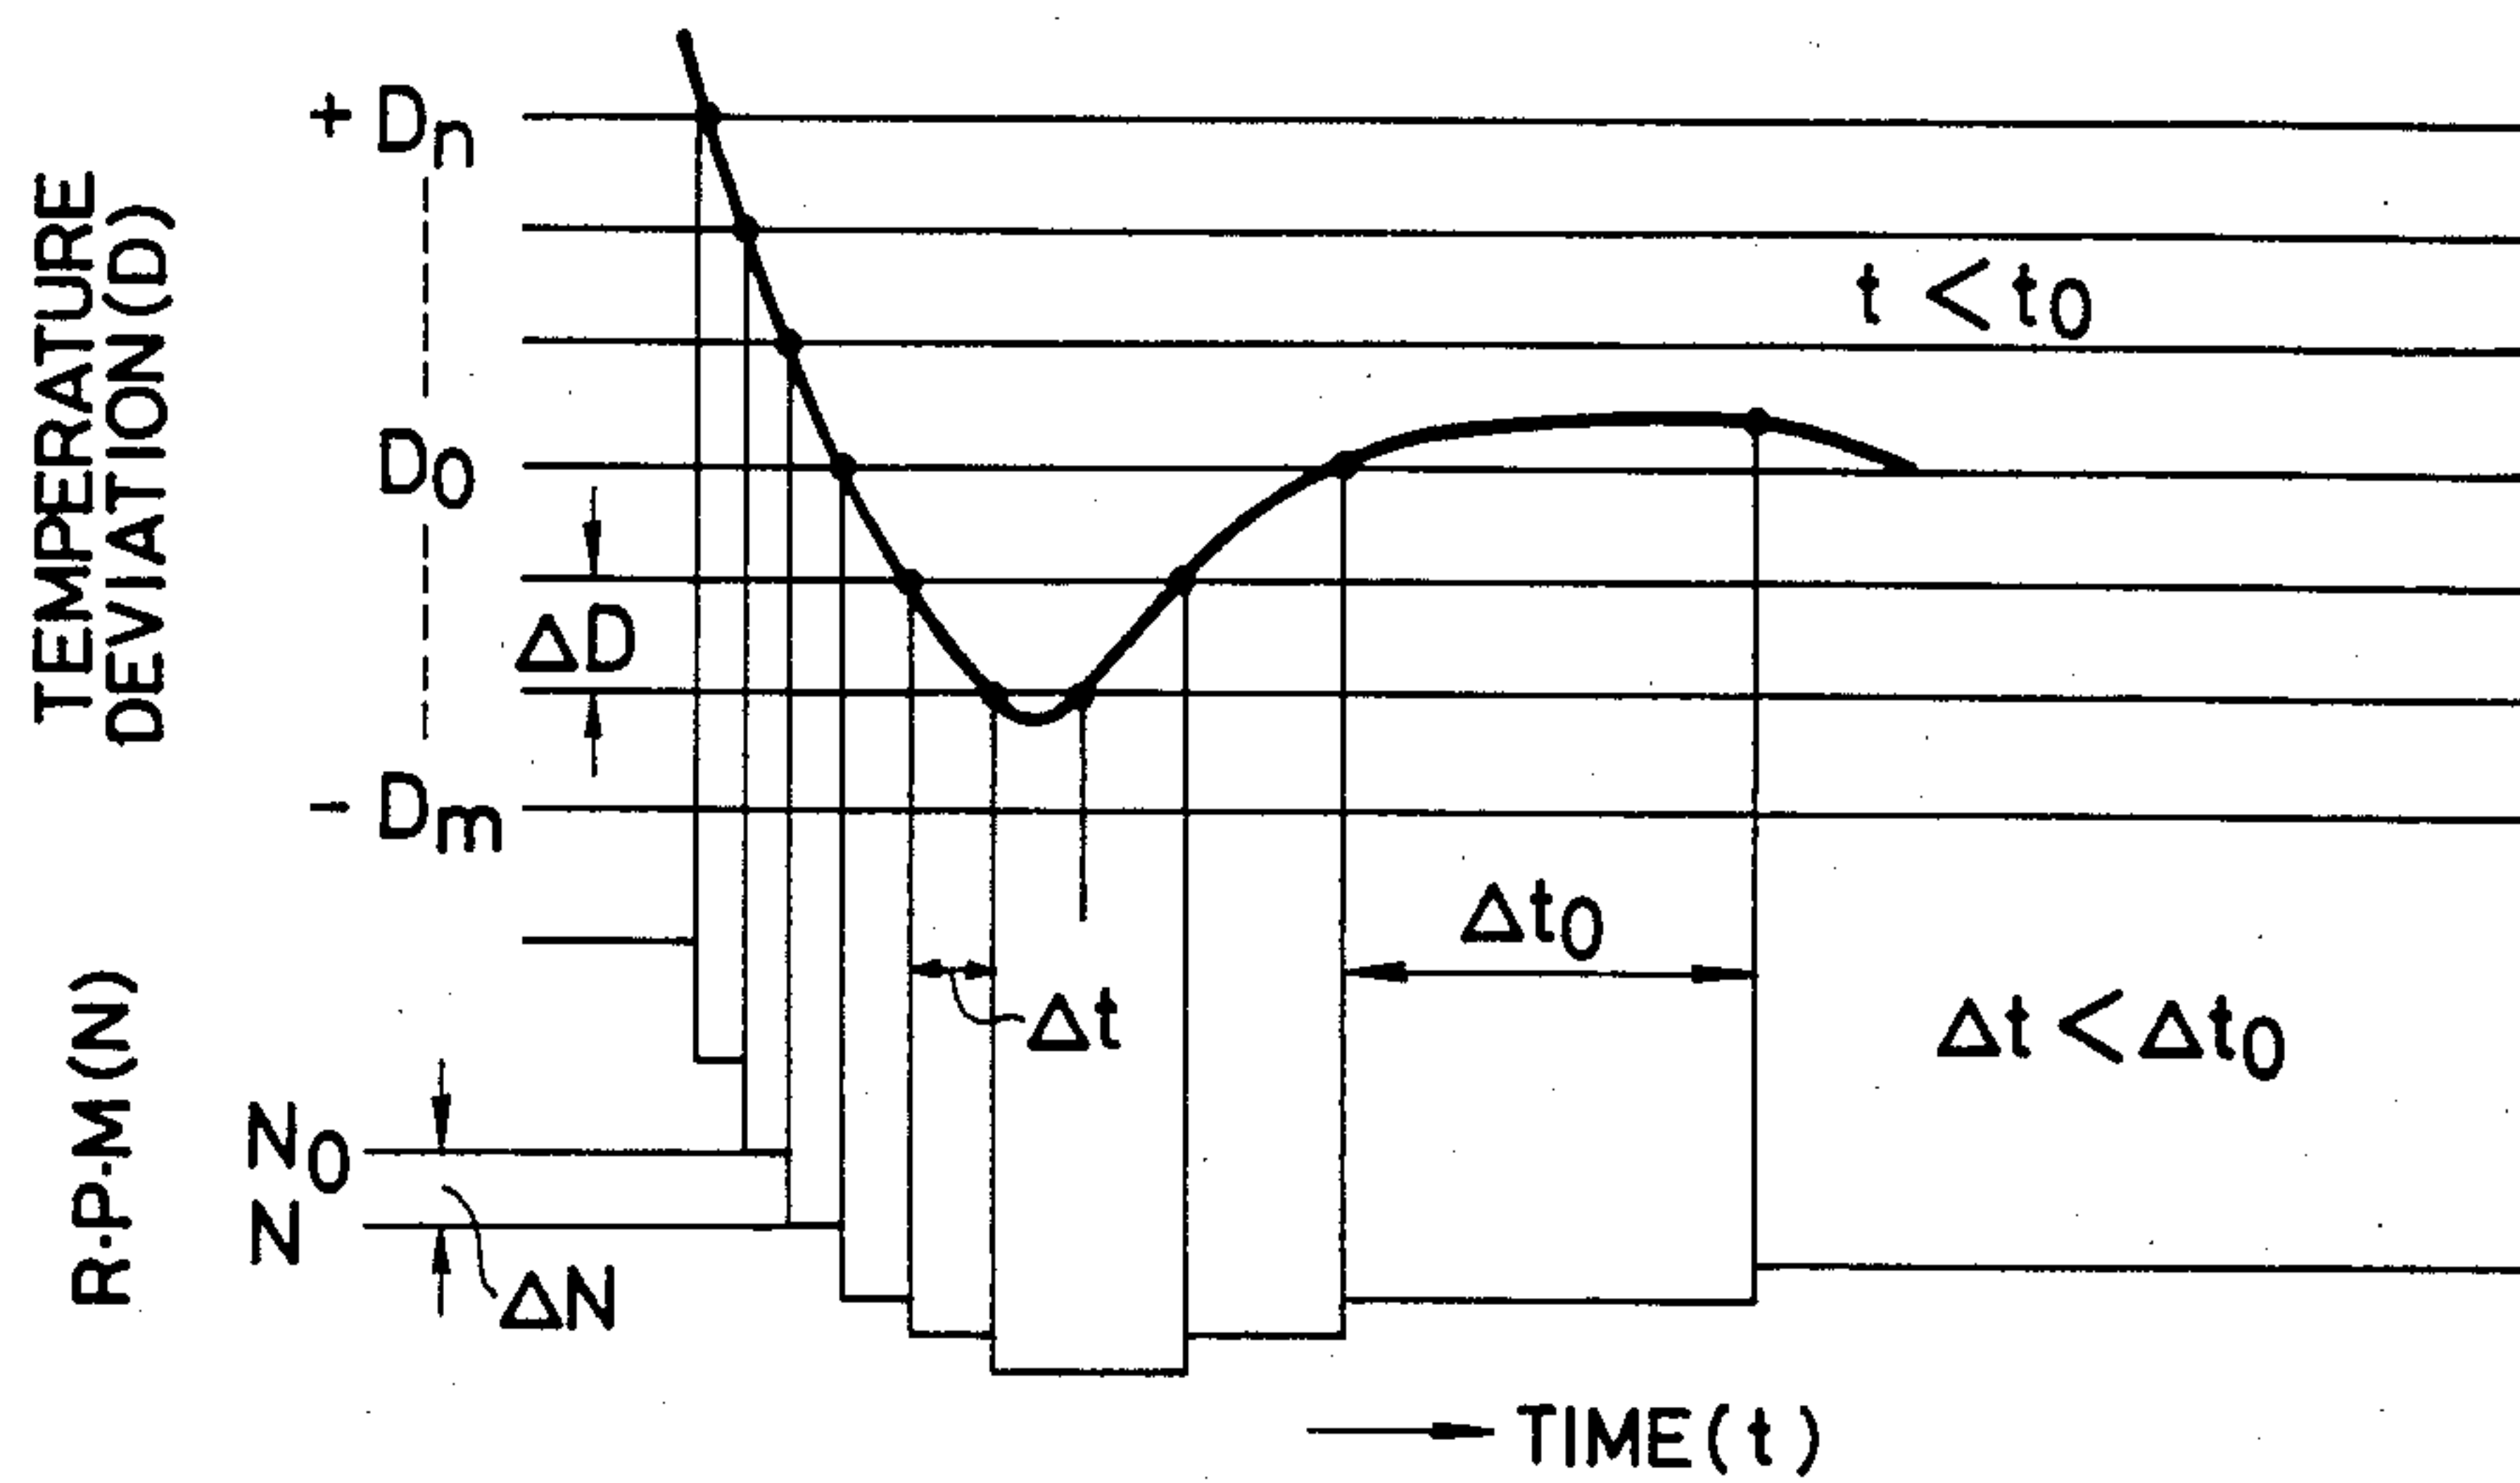 TEMPERATURE
DEVIATION(D)
+ Dn
D0
- Dm
ΔD
t < t0
Δt0
Δt
Δt < Δt0
R.P.M(N)
N0
N
ΔN
TIME(t)